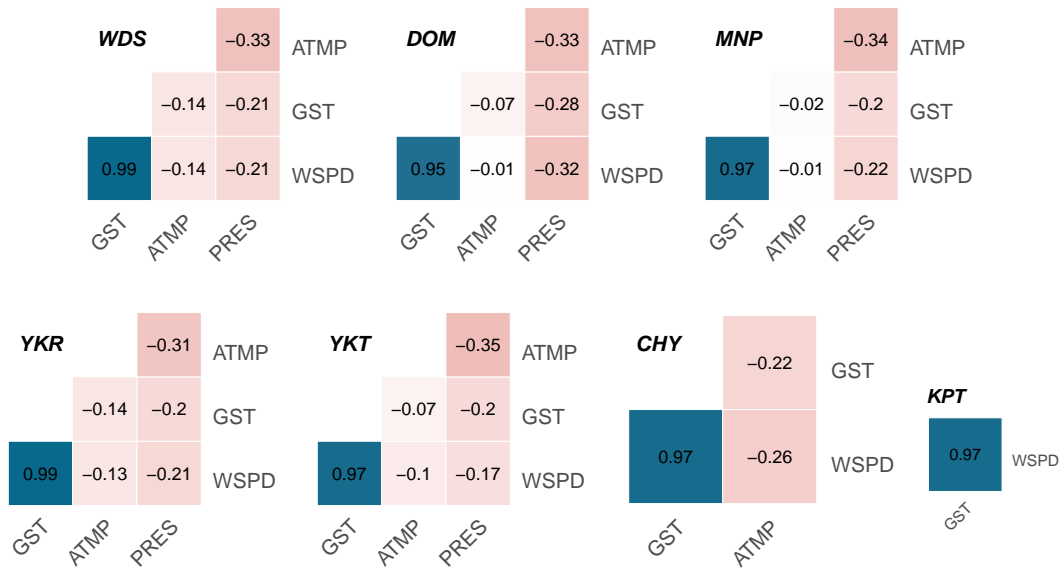 WDS
−0.33 ATMP
−0.14 −0.21 GST
0.99 −0.14 −0.21 WSPD
GST ATMP PRES
DOM
−0.33 ATMP
−0.07 −0.28 GST
0.95 −0.01 −0.32 WSPD
GST ATMP PRES
MNP
−0.34 ATMP
−0.02 −0.2 GST
0.97 −0.01 −0.22 WSPD
GST ATMP PRES
YKR
−0.31 ATMP
−0.14 −0.2 GST
0.99 −0.13 −0.21 WSPD
GST ATMP PRES
YKT
−0.35 ATMP
−0.07 −0.2 GST
0.97 −0.1 −0.17 WSPD
GST ATMP PRES
CHY
−0.22 GST
0.97 −0.26 WSPD
GST ATMP
KPT
0.97 WSPD
GST